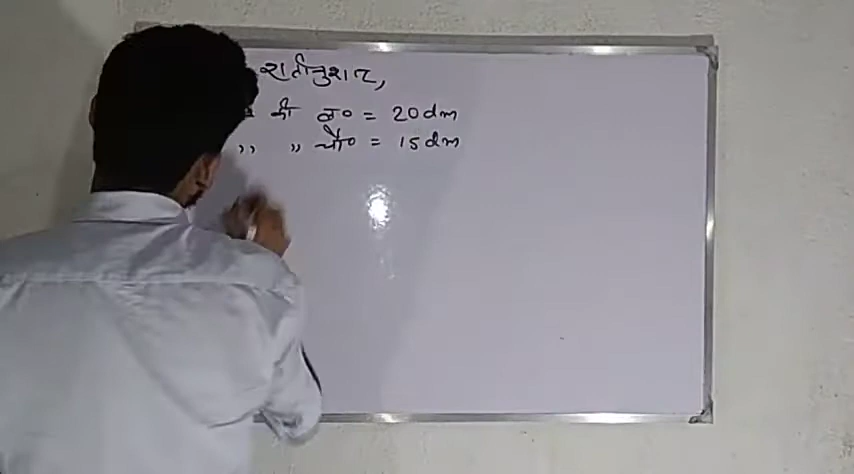 शर्तानुशार,
की ल० = 20dm
,, ,, चौ० = 15dm